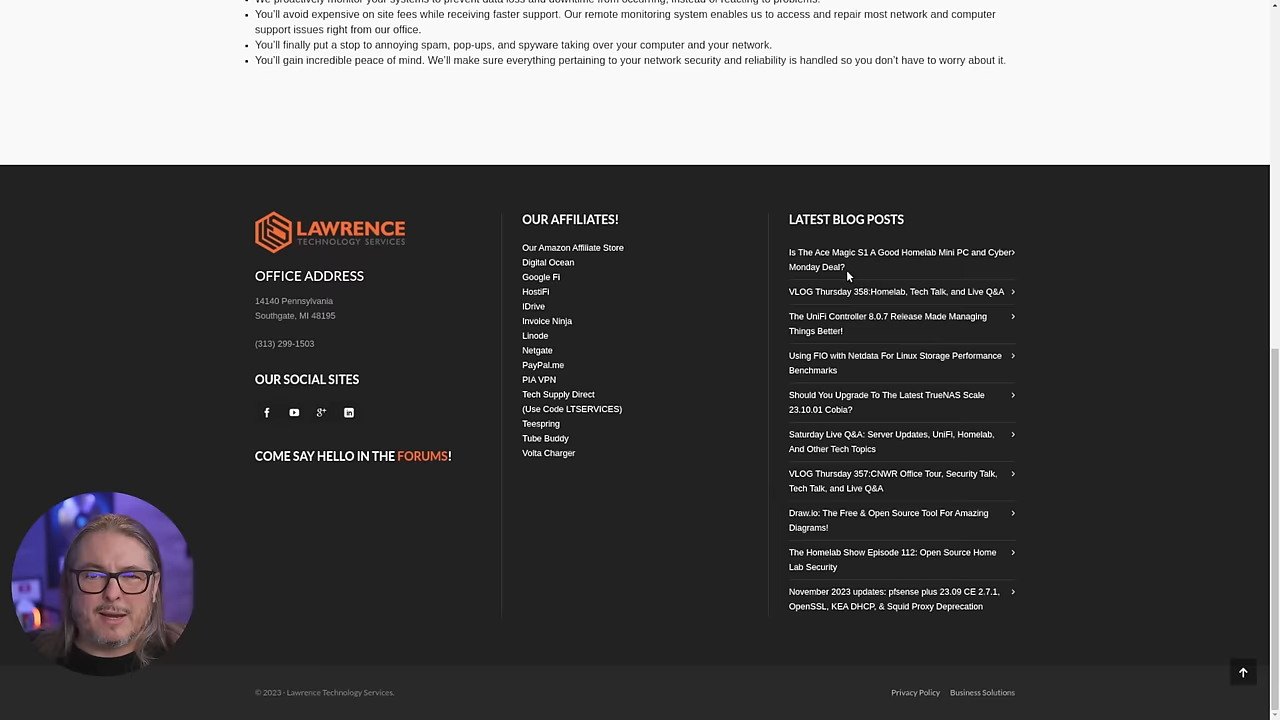 We proactively monitor your systems to prevent data loss and downtime from occurring, instead of reacting to problems.
You’ll avoid expensive on site fees while receiving faster support. Our remote monitoring system enables us to access and repair most network and computer
support issues right from our office.
You’ll finally put a stop to annoying spam, pop-ups, and spyware taking over your computer and your network.
You’ll gain incredible peace of mind. We’ll make sure everything pertaining to your network security and reliability is handled so you don’t have to worry about it.
LAWRENCE
TECHNOLOGY SERVICES
OFFICE ADDRESS
14140 Pennsylvania
Southgate, MI 48195
(313) 299-1503
OUR SOCIAL SITES
COME SAY HELLO IN THE FORUMS!
OUR AFFILIATES!
Our Amazon Affiliate Store
Digital Ocean
Google Fi
HostiFi
IDrive
Invoice Ninja
Linode
Netgate
PayPal.me
PIA VPN
Tech Supply Direct
(Use Code LTSERVICES)
Teespring
Tube Buddy
Volta Charger
LATEST BLOG POSTS
Is The Ace Magic S1 A Good Homelab Mini PC and Cyber
Monday Deal?
VLOG Thursday 358:Homelab, Tech Talk, and Live Q&A
The UniFi Controller 8.0.7 Release Made Managing
Things Better!
Using FIO with Netdata For Linux Storage Performance
Benchmarks
Should You Upgrade To The Latest TrueNAS Scale
23.10.01 Cobia?
Saturday Live Q&A: Server Updates, UniFi, Homelab,
And Other Tech Topics
VLOG Thursday 357:CNWR Office Tour, Security Talk,
Tech Talk, and Live Q&A
Draw.io: The Free & Open Source Tool For Amazing
Diagrams!
The Homelab Show Episode 112: Open Source Home
Lab Security
November 2023 updates: pfsense plus 23.09 CE 2.7.1,
OpenSSL, KEA DHCP, & Squid Proxy Deprecation
© 2023 - Lawrence Technology Services.
Privacy Policy Business Solutions